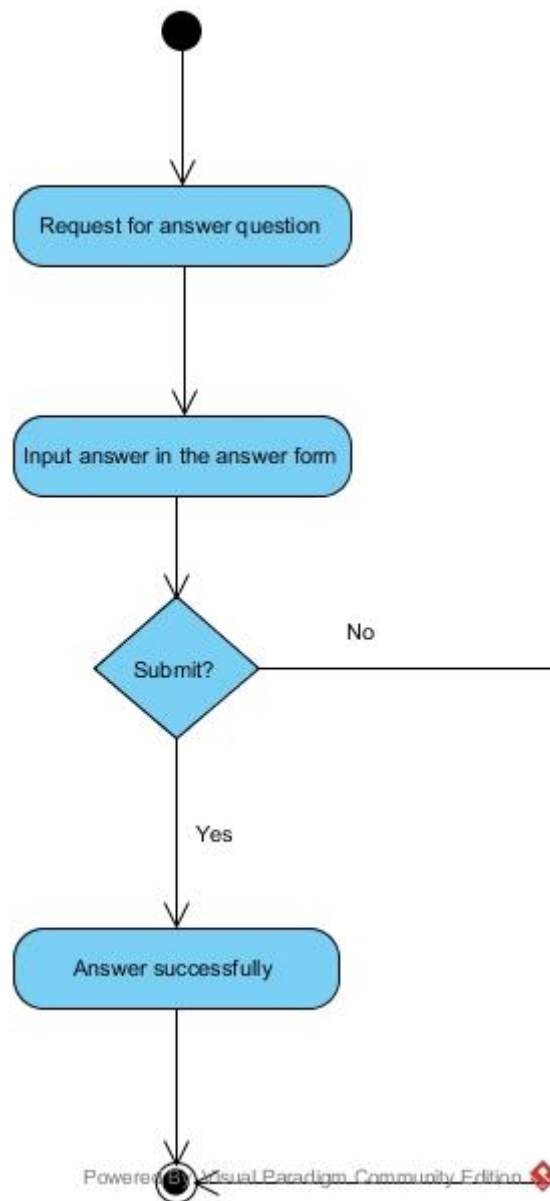 Request for answer question
Input answer in the answer form
Submit?
No
Yes
Answer successfully
Powered By Visual Paradigm Community Edition